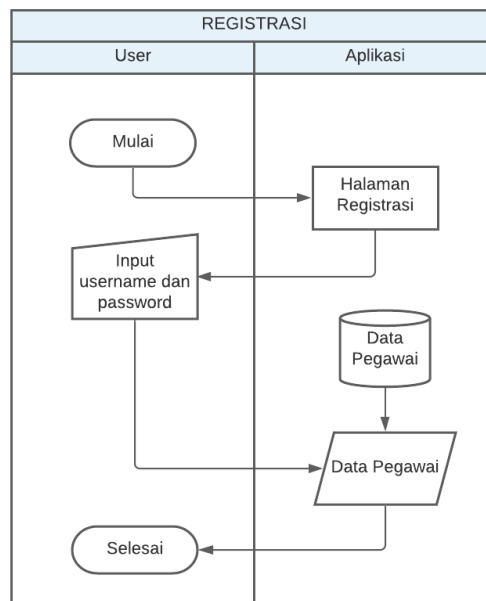 REGISTRASI
User
Aplikasi
Mulai
Halaman
Registrasi
Input
username dan
password
Data
Pegawai
Data Pegawai
Selesai